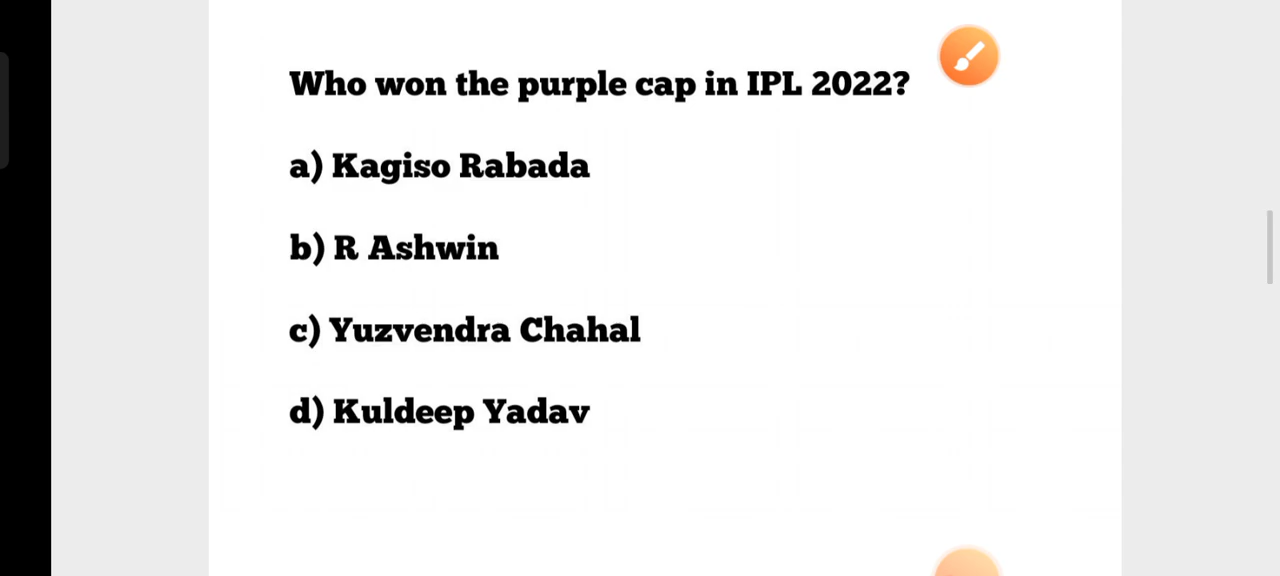 Who won the purple cap in IPL 2022?
a) Kagiso Rabada
b) R Ashwin
c) Yuzvendra Chahal
d) Kuldeep Yadav